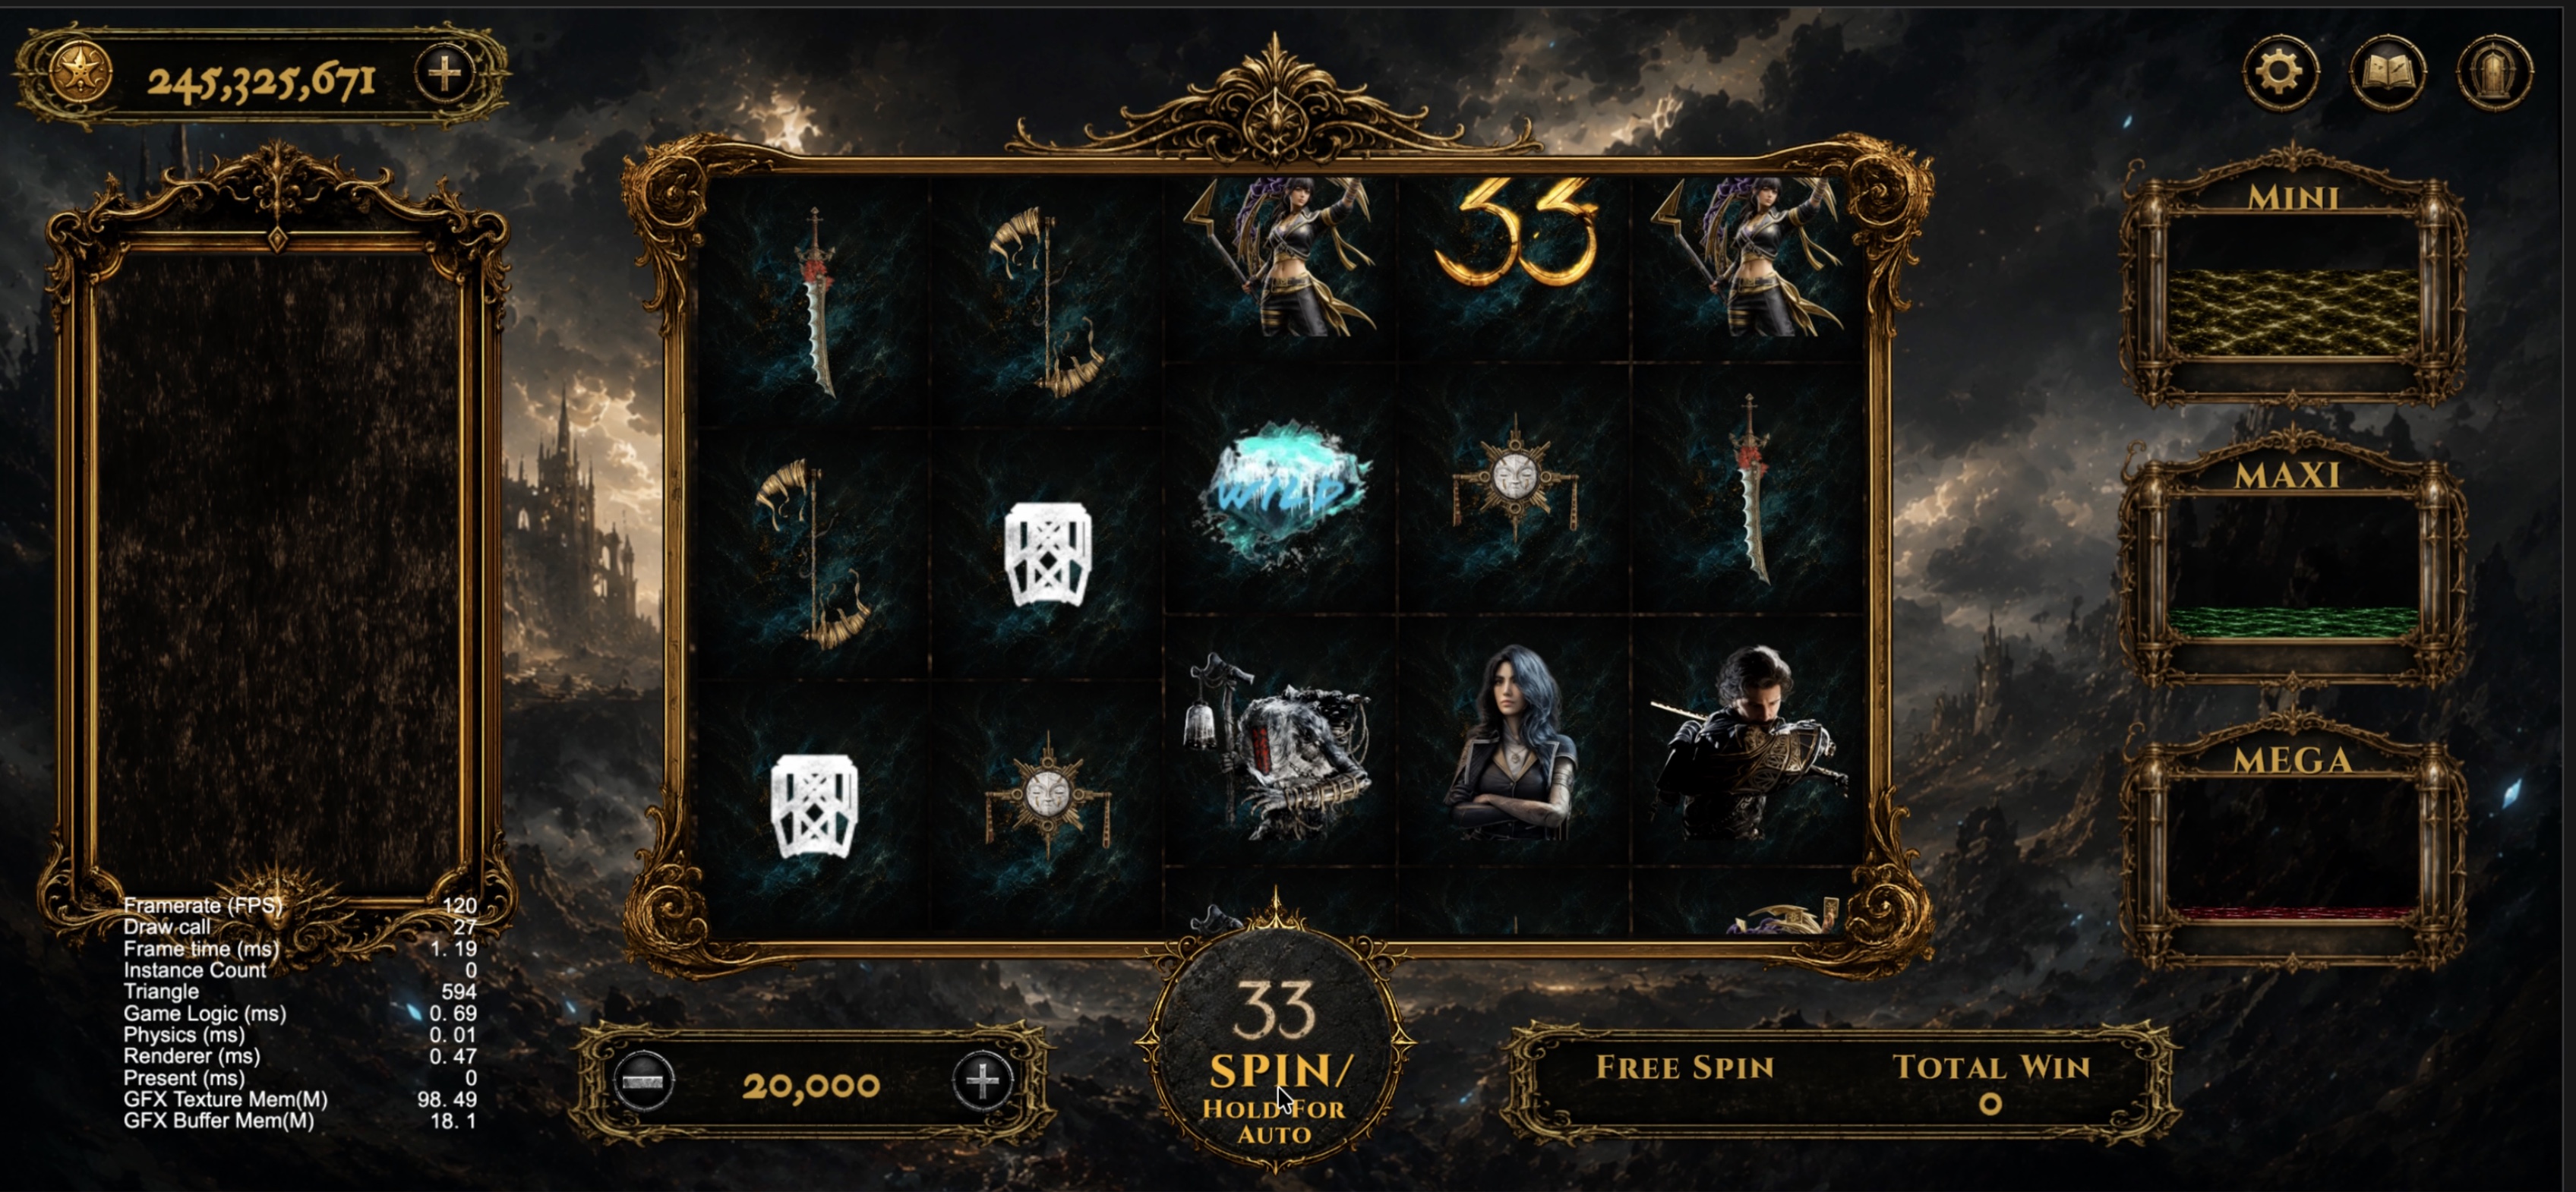 245,325,671
MINI
33
MAXI
WILD
MEGA
Framerate (FPS) 120
Draw call 27
Frame time (ms) 1. 19
Instance Count 0
Triangle 594
Game Logic (ms) 0. 69
Physics (ms) 0. 01
Renderer (ms) 0. 47
Present (ms) 0
GFX Texture Mem(M) 98. 49
GFX Buffer Mem(M) 18. 1
20,000
33
SPIN/
HOLD FOR
AUTO
FREE SPIN
TOTAL WIN
0